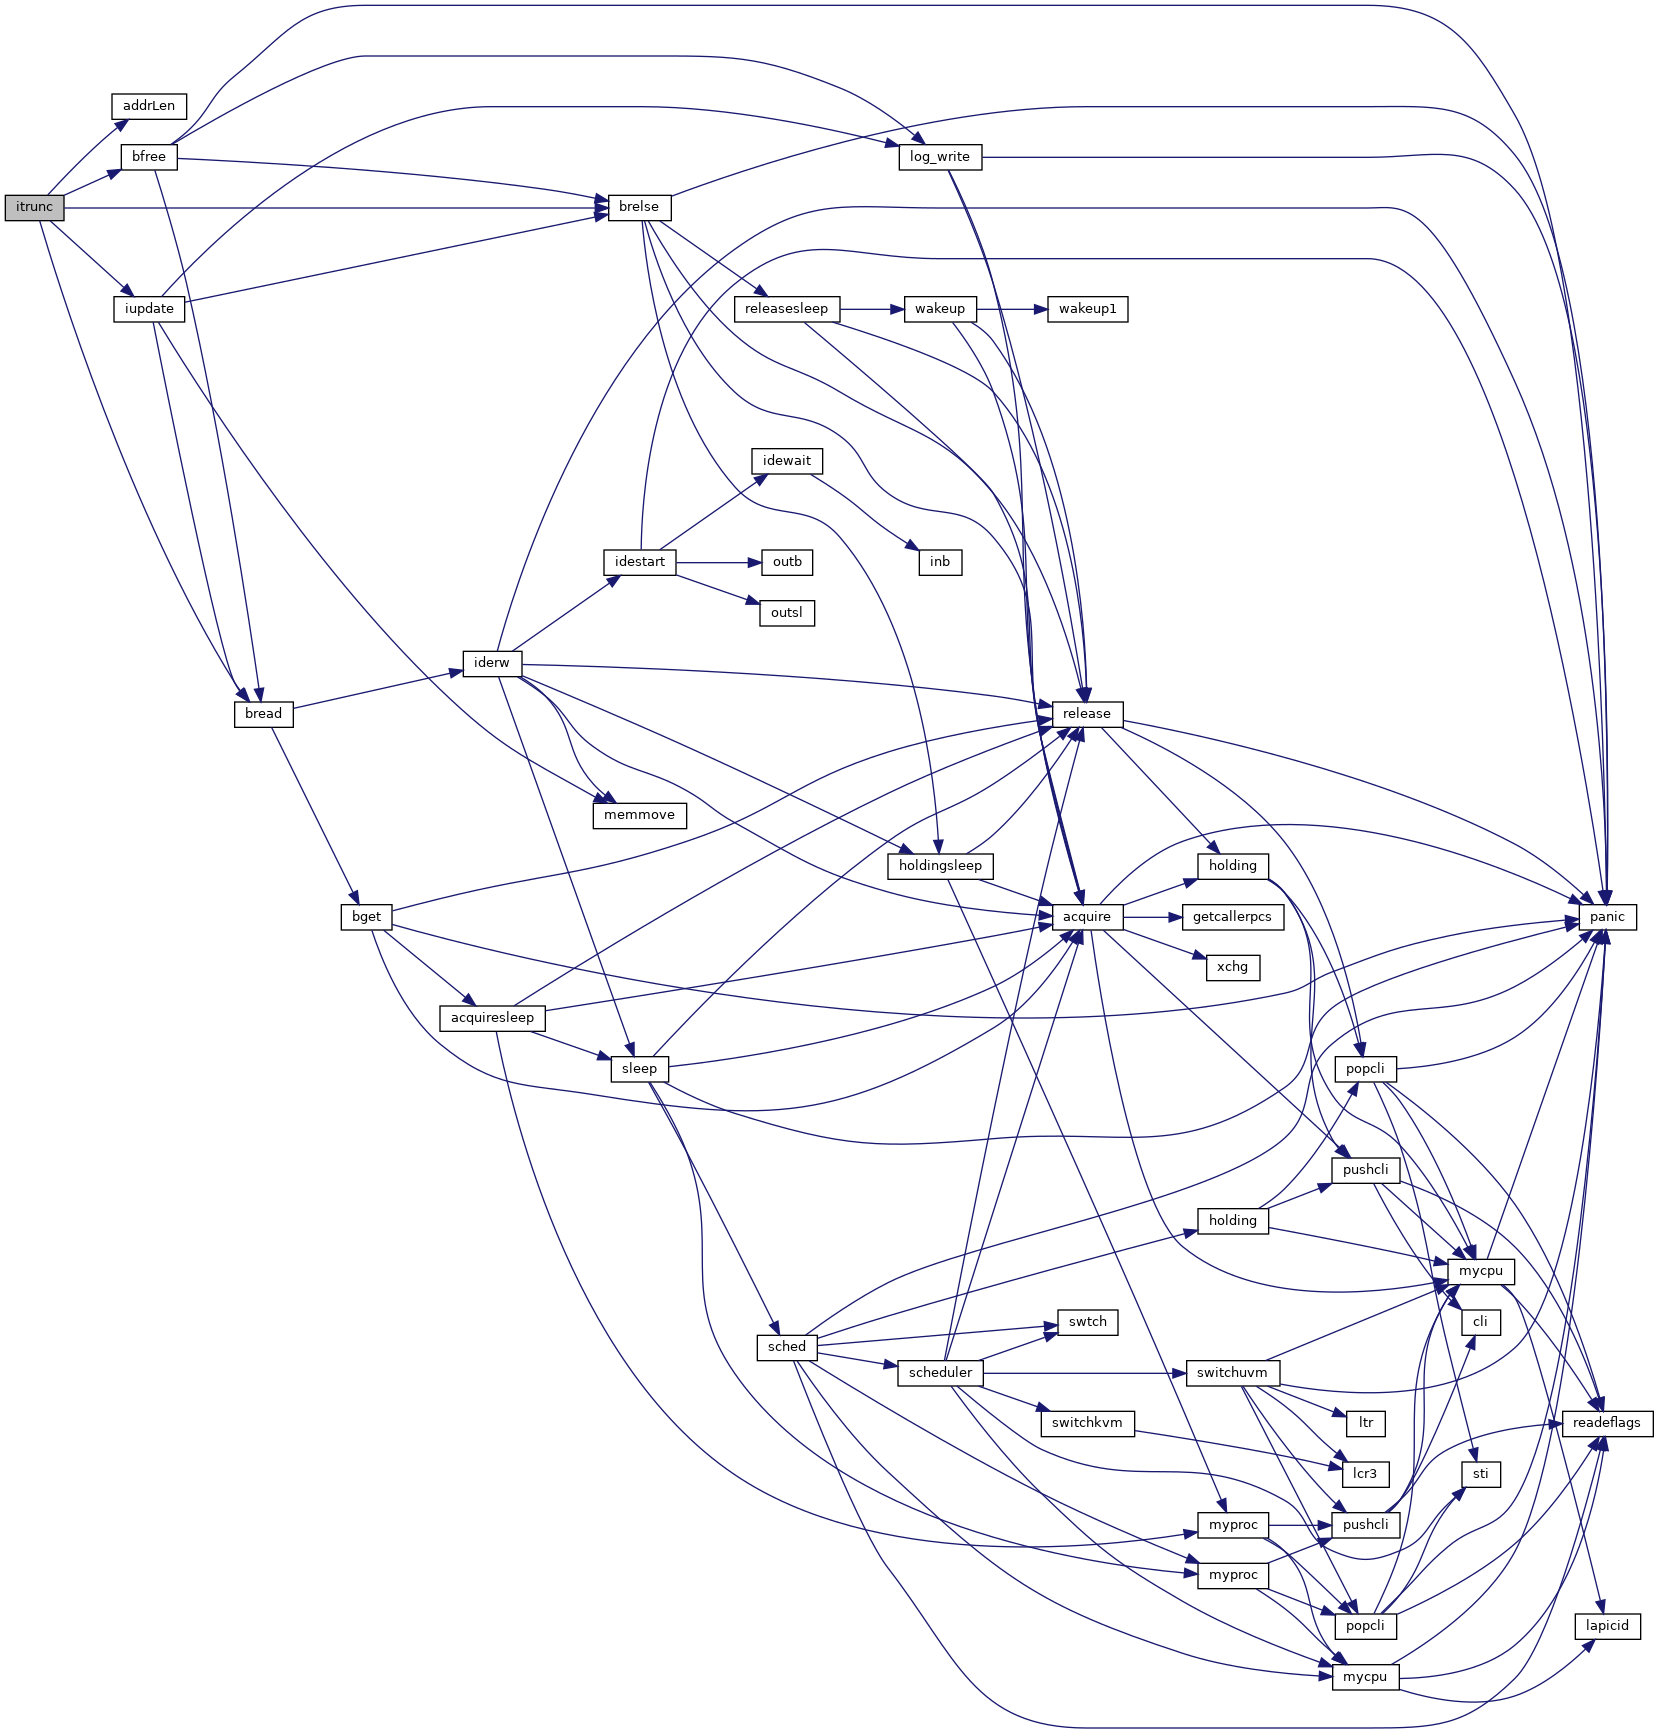 addrLen
bfree
log_write
itrunc
brelse
iupdate
releasesleep
wakeup
wakeup1
idewait
idestart
outb
inb
outsl
iderw
bread
release
memmove
holdingsleep
holding
bget
acquire
getcallerpcs
panic
xchg
acquiresleep
sleep
popcli
pushcli
holding
mycpu
swtch
cli
sched
scheduler
switchuvm
switchkvm
ltr
readeflags
lcr3
sti
myproc
pushcli
myproc
popcli
lapicid
mycpu